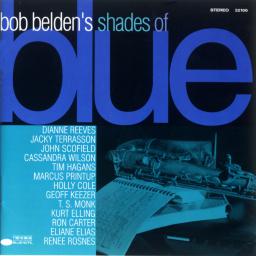 STEREO 32166
bob belden's shades of
blue
DIANNE REEVES
JACKY TERRASSON
JOHN SCOFIELD
CASSANDRA WILSON
TIM HAGANS
MARCUS PRINTUP
HOLLY COLE
GEOFF KEEZER
T. S. MONK
KURT ELLING
RON CARTER
ELIANE ELIAS
RENEE ROSNES